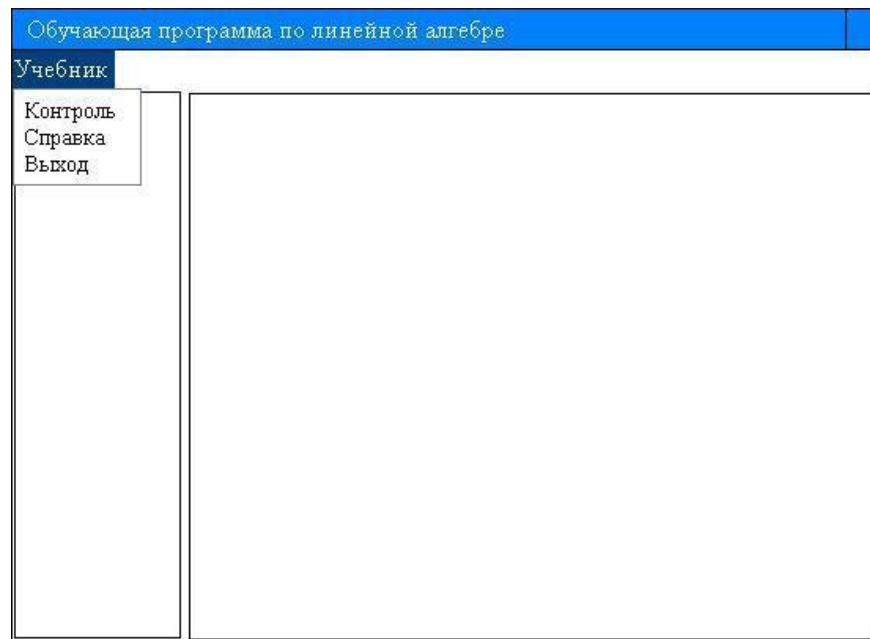 Обучающая программа по линейной алгебре
Учебник
Контроль
Справка
Выход